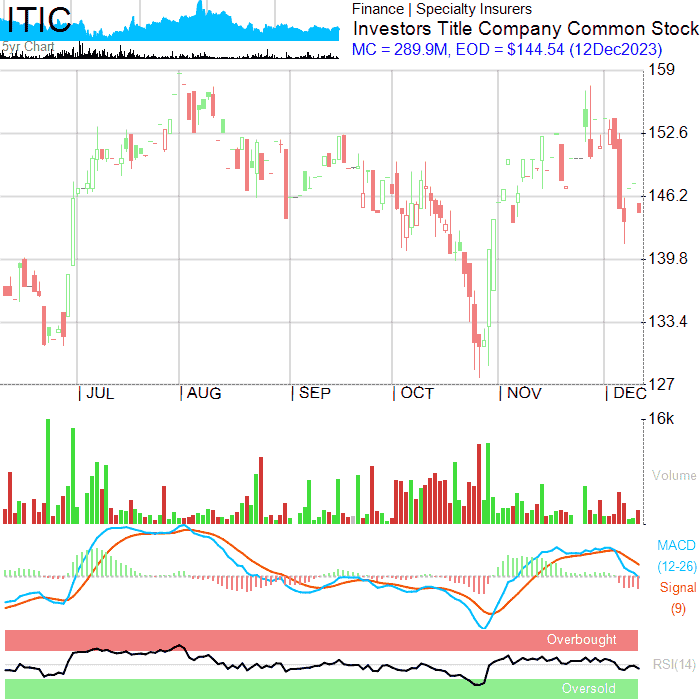 ITIC
5yr Chart
Finance | Specialty Insurers
Investors Title Company Common Stock
MC = 289.9M, EOD = $144.54 (12Dec2023)
159
152.6
146.2
139.8
133.4
127
| JUL | AUG | SEP | OCT | NOV | DEC
16k
Volume
MACD
(12-26)
Signal
(9)
Overbought
RSI(14)
Oversold